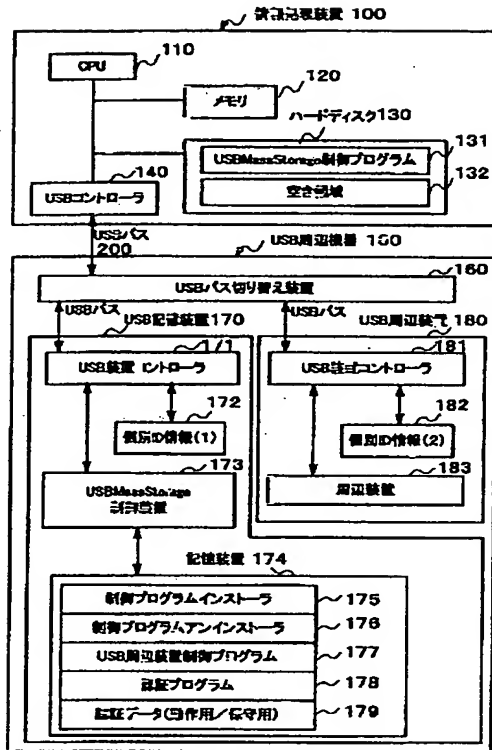 情報処理装置 100
110
CPU
120
メモリ
ハードディスク130
131
USBMassStorage制御プログラム
132
空き領域
140
USBコントローラ
USBバス
200
USB周辺機器 150
160
USBバス切り替え装置
USBバス
USBバス
USB記憶装置170
USB周辺装置 180
171
USB装置コントローラ
181
USB装置コントローラ
172
個別ID情報(1)
182
個別ID情報(2)
173
USBMassStorage
制御装置
183
周辺装置
記憶装置 174
制御プログラムインストーラ
175
制御プログラムアンインストーラ
176
USB周辺装置制御プログラム
177
認証プログラム
178
認証データ(動作用/保守用)
179